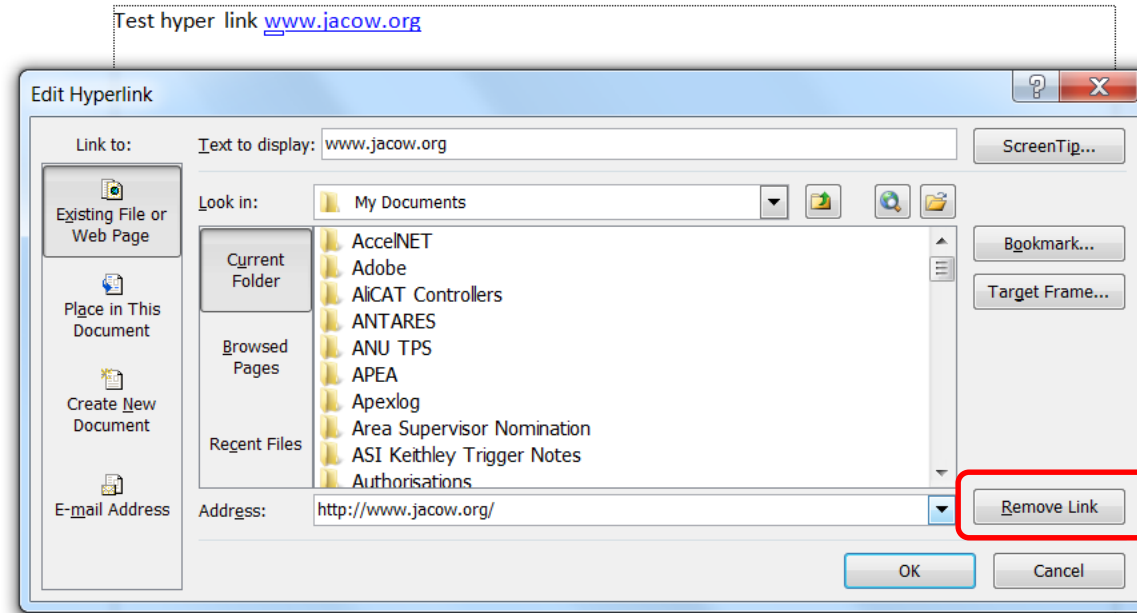 Test hyper link www.jacow.org
Edit Hyperlink
Link to:
Text to display: www.jacow.org
ScreenTip...
Existing File or
Web Page
Look in: My Documents
Current
Folder
AccelNET
Adobe
AliCAT Controllers
ANTARES
ANU TPS
APEA
Apexlog
Area Supervisor Nomination
ASI Keithley Trigger Notes
Authorisations
Bookmark...
Target Frame...
Place in This
Document
Browsed
Pages
Create New
Document
Recent Files
E-mail Address
Address: http://www.jacow.org/
Remove Link
OK
Cancel